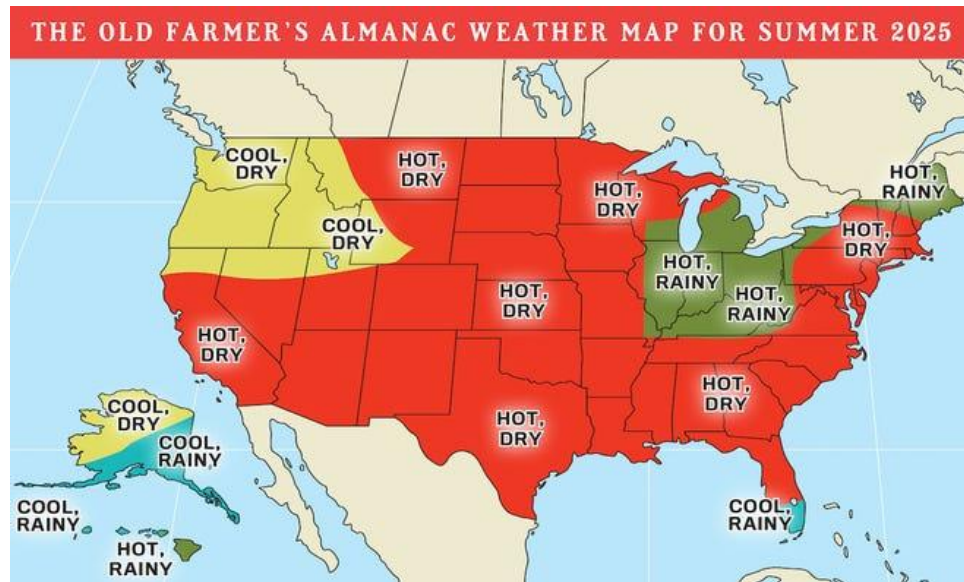 THE OLD FARMER'S ALMANAC WEATHER MAP FOR SUMMER 2025
COOL,
DRY
HOT,
DRY
HOT,
RAINY
HOT,
DRY
COOL,
DRY
HOT,
DRY
HOT,
RAINY
HOT,
DRY
HOT,
RAINY
HOT,
DRY
HOT,
DRY
COOL,
DRY
HOT,
DRY
COOL,
RAINY
COOL,
RAINY
COOL,
RAINY
HOT,
RAINY